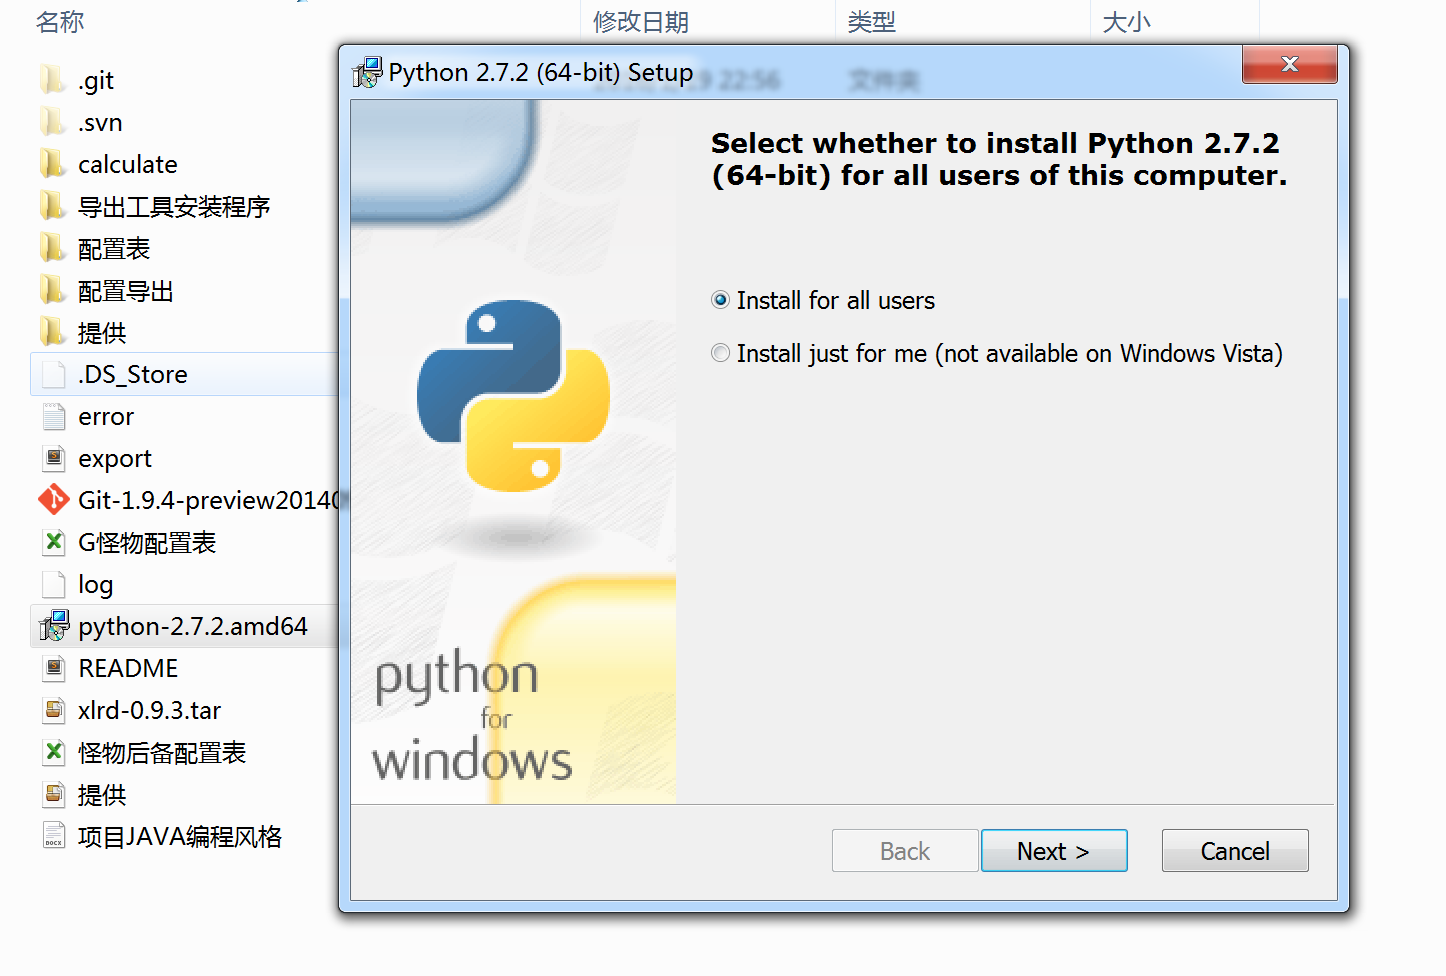 名称
修改日期
类型
大小
.git
.svn
calculate
导出工具安装程序
配置表
配置导出
提供
.DS_Store
error
export
Git-1.9.4-preview2014
G怪物配置表
log
python-2.7.2.amd64
README
xlrd-0.9.3.tar
怪物后备配置表
提供
项目JAVA编程风格
Python 2.7.2 (64-bit) Setup
22:56
文件夹
Select whether to install Python 2.7.2
(64-bit) for all users of this computer.
Install for all users
Install just for me (not available on Windows Vista)
python
for
windows
Back
Next >
Cancel